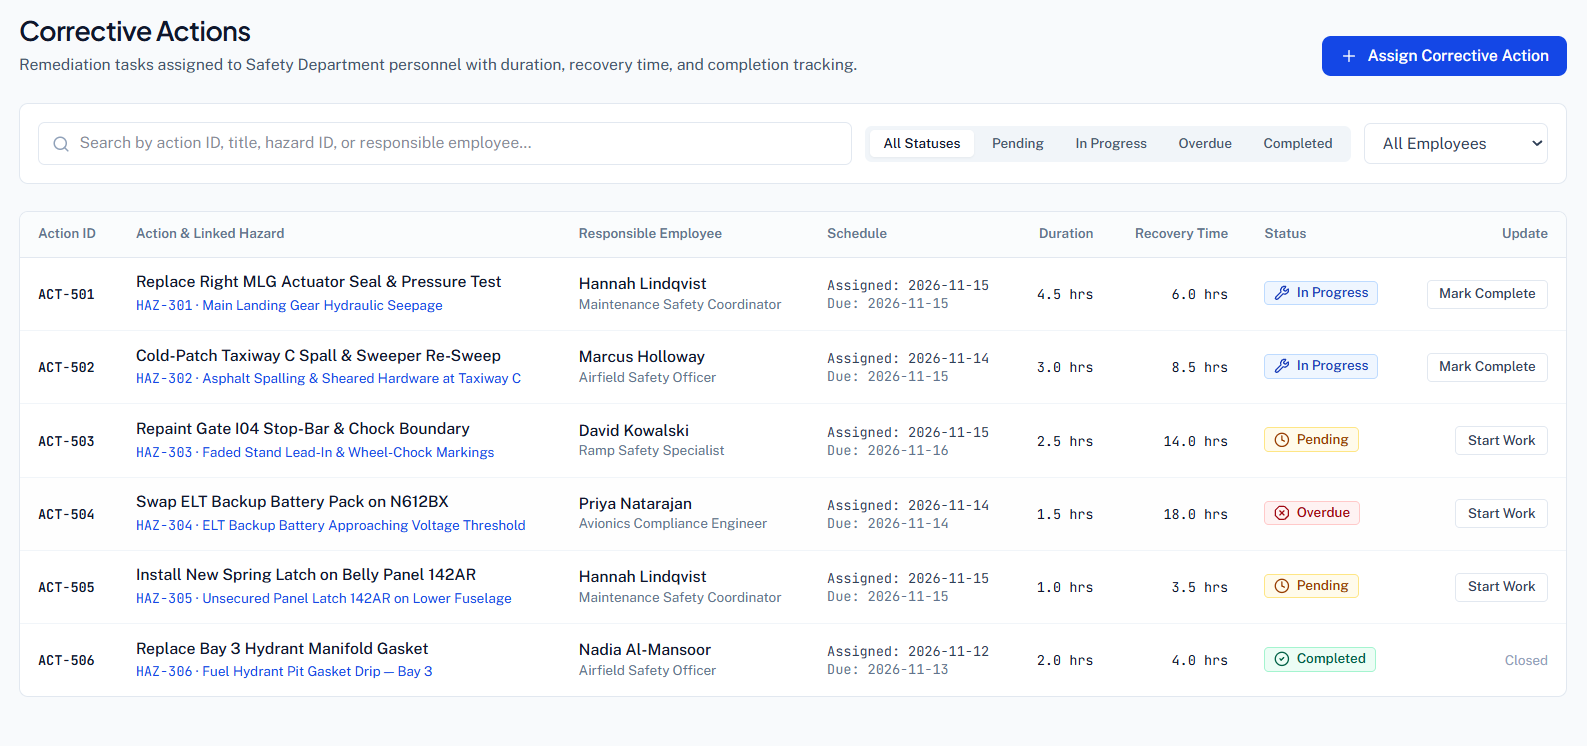 Corrective Actions
Remediation tasks assigned to Safety Department personnel with duration, recovery time, and completion tracking.
+ Assign Corrective Action
Search by action ID, title, hazard ID, or responsible employee...
All Statuses Pending In Progress Overdue Completed All Employees
Action ID Action & Linked Hazard Responsible Employee Schedule Duration Recovery Time Status Update
ACT-501
Replace Right MLG Actuator Seal & Pressure Test
HAZ-301 · Main Landing Gear Hydraulic Seepage
Hannah Lindqvist
Maintenance Safety Coordinator
Assigned: 2026-11-15
Due: 2026-11-15
4.5 hrs
6.0 hrs
In Progress
Mark Complete
ACT-502
Cold-Patch Taxiway C Spall & Sweeper Re-Sweep
HAZ-302 · Asphalt Spalling & Sheared Hardware at Taxiway C
Marcus Holloway
Airfield Safety Officer
Assigned: 2026-11-14
Due: 2026-11-15
3.0 hrs
8.5 hrs
In Progress
Mark Complete
ACT-503
Repaint Gate I04 Stop-Bar & Chock Boundary
HAZ-303 · Faded Stand Lead-In & Wheel-Chock Markings
David Kowalski
Ramp Safety Specialist
Assigned: 2026-11-15
Due: 2026-11-16
2.5 hrs
14.0 hrs
Pending
Start Work
ACT-504
Swap ELT Backup Battery Pack on N612BX
HAZ-304 · ELT Backup Battery Approaching Voltage Threshold
Priya Natarajan
Avionics Compliance Engineer
Assigned: 2026-11-14
Due: 2026-11-14
1.5 hrs
18.0 hrs
Overdue
Start Work
ACT-505
Install New Spring Latch on Belly Panel 142AR
HAZ-305 · Unsecured Panel Latch 142AR on Lower Fuselage
Hannah Lindqvist
Maintenance Safety Coordinator
Assigned: 2026-11-15
Due: 2026-11-15
1.0 hrs
3.5 hrs
Pending
Start Work
ACT-506
Replace Bay 3 Hydrant Manifold Gasket
HAZ-306 · Fuel Hydrant Pit Gasket Drip — Bay 3
Nadia Al-Mansoor
Airfield Safety Officer
Assigned: 2026-11-12
Due: 2026-11-13
2.0 hrs
4.0 hrs
Completed
Closed